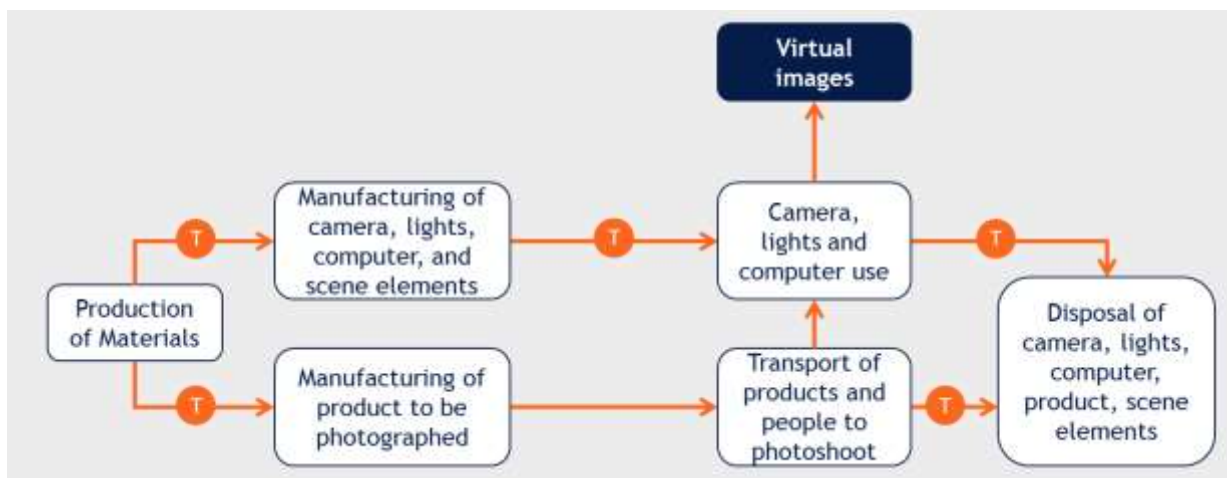 Virtual
images
Manufacturing of
camera, lights,
computer, and
scene elements
Camera,
lights and
computer use
T
T
T
Production
of Materials
Disposal of
camera, lights,
computer,
product, scene
elements
Manufacturing of
product to be
photographed
Transport of
products and
people to
photoshoot
T
T